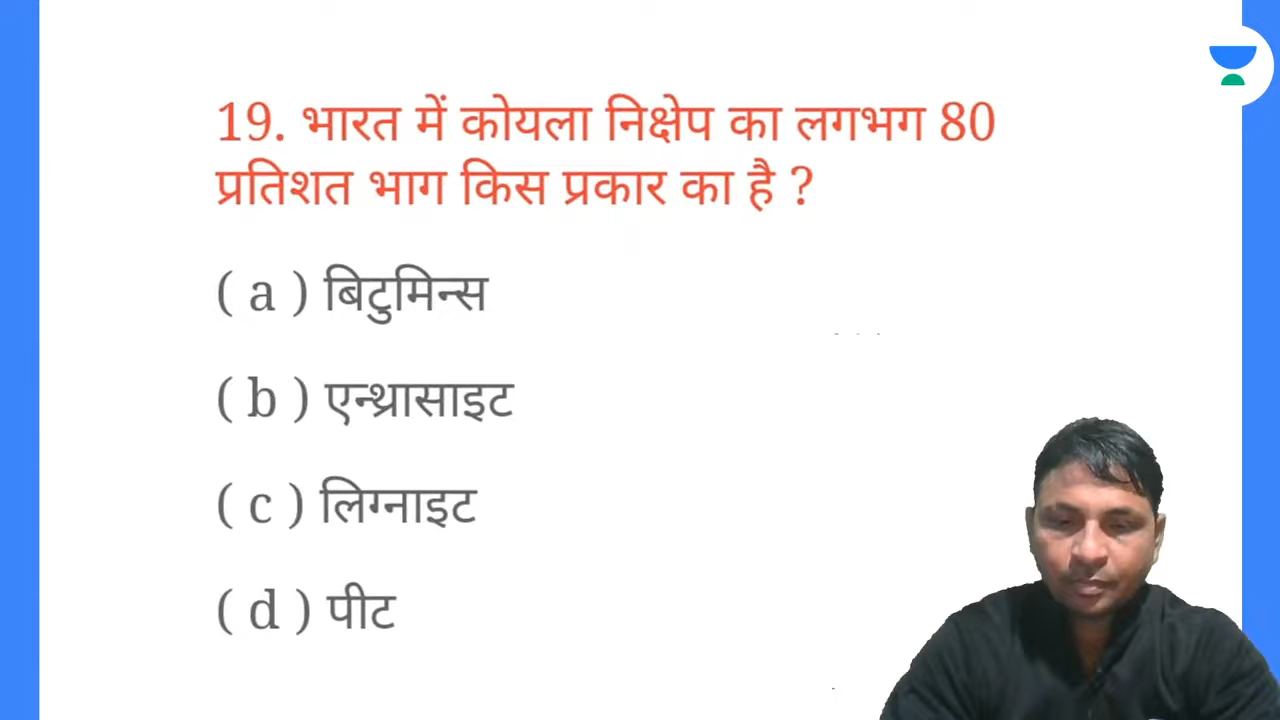 19. भारत में कोयला निक्षेप का लगभग 80
प्रतिशत भाग किस प्रकार का है ?
( a ) बिटुमिन्स
( b ) एन्थ्रासाइट
( c ) लिग्नाइट
( d ) पीट